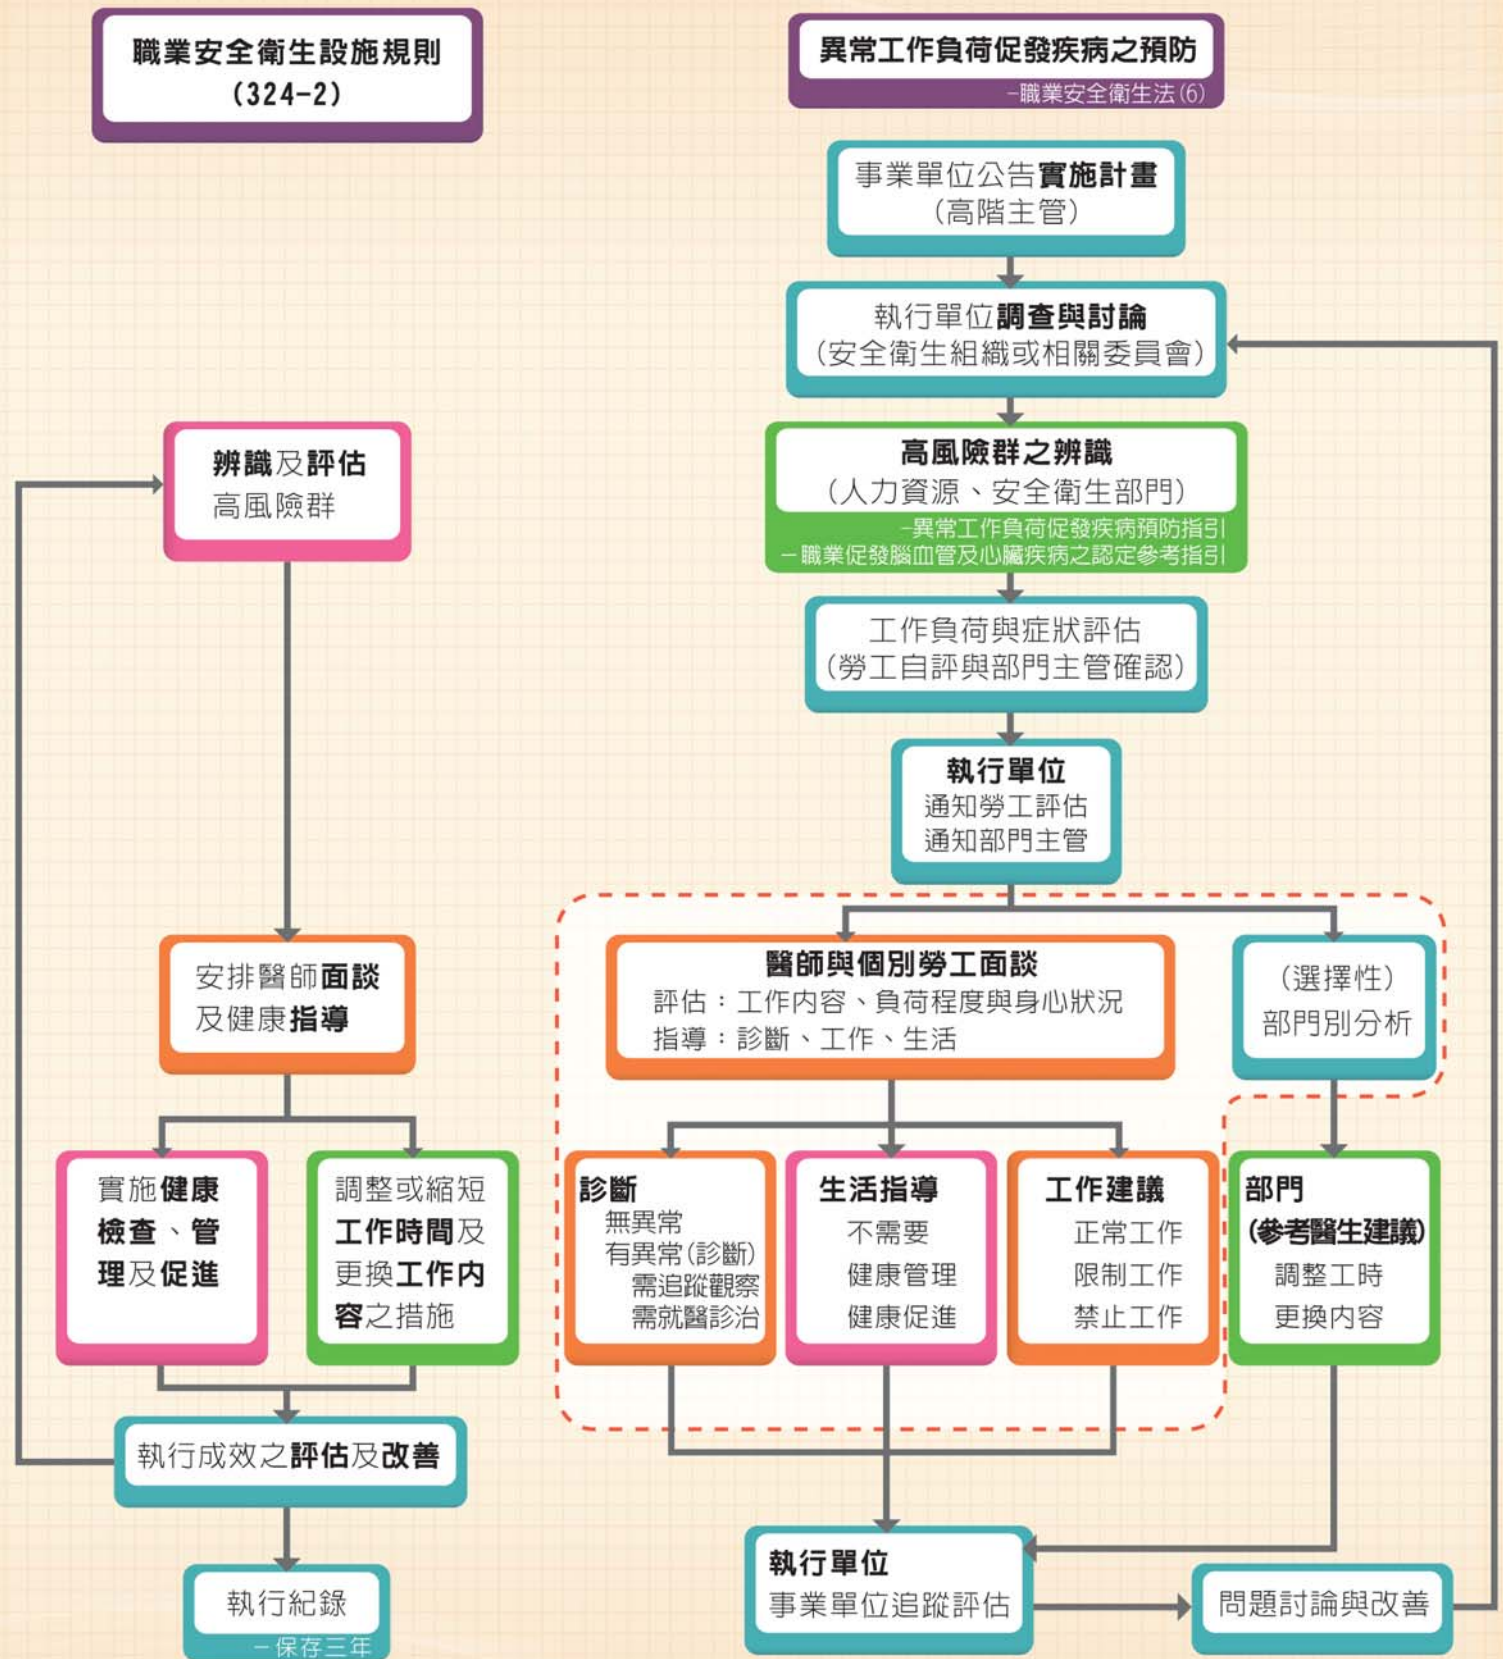 職業安全衛生設施規則
(324-2)
辨識及評估
高風險群
安排醫師面談
及健康指導
實施健康
檢查、管
理及促進
調整或縮短
工作時間及
更換工作內
容之措施
執行成效之評估及改善
執行紀錄
－保存三年
異常工作負荷促發疾病之預防
-職業安全衛生法(6)
事業單位公告實施計畫
(高階主管)
執行單位調查與討論
(安全衛生組織或相關委員會)
高風險群之辨識
(人力資源、安全衛生部門)
-異常工作負荷促發疾病預防指引
－職業促發腦血管及心臟疾病之認定參考指引
工作負荷與症狀評估
(勞工自評與部門主管確認)
執行單位
通知勞工評估
通知部門主管
醫師與個別勞工面談
評估：工作內容、負荷程度與身心狀況
指導：診斷、工作、生活
(選擇性)
部門別分析
診斷
無異常
有異常(診斷)
需追蹤觀察
需就醫診治
生活指導
不需要
健康管理
健康促進
工作建議
正常工作
限制工作
禁止工作
部門
(參考醫生建議)
調整工時
更換內容
執行單位
事業單位追蹤評估
問題討論與改善